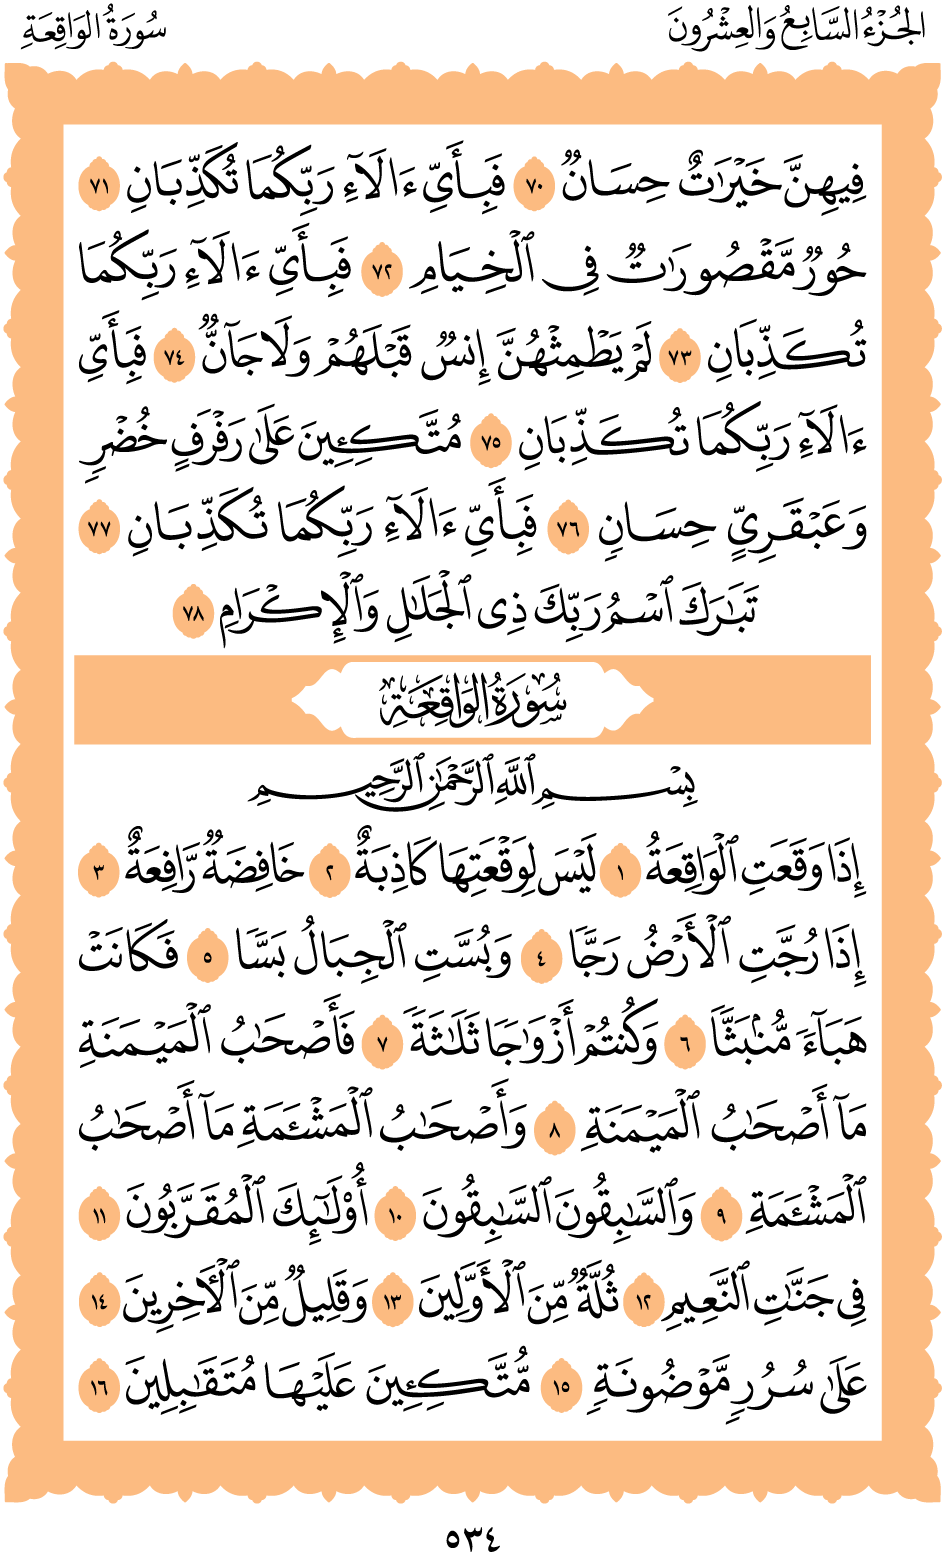 الجُزْءُ السَّابِعُ وَالعِشْرُونَ
سُورَةُ الوَاقِعَةِ
فِيهِنَّ خَيْرَٰتٌ حِسَانٌ ٧٠ فَبِأَىِّ ءَالَآءِ رَبِّكُمَا تُكَذِّبَانِ ٧١
حُورٌ مَّقْصُورَٰتٌ فِى ٱلْخِيَامِ ٧٢ فَبِأَىِّ ءَالَآءِ رَبِّكُمَا
تُكَذِّبَانِ ٧٣ لَمْ يَطْمِثْهُنَّ إِنسٌ قَبْلَهُمْ وَلَا جَآنٌّ ٧٤ فَبِأَىِّ
ءَالَآءِ رَبِّكُمَا تُكَذِّبَانِ ٧٥ مُتَّكِـِٔينَ عَلَىٰ رَفْرَفٍ خُضْرٍ
وَعَبْقَرِىٍّ حِسَانٍ ٧٦ فَبِأَىِّ ءَالَآءِ رَبِّكُمَا تُكَذِّبَانِ ٧٧
تَبَٰرَكَ ٱسْمُ رَبِّكَ ذِى ٱلْجَلَٰلِ وَٱلْإِكْرَامِ ٧٨
سُورَةُ الوَاقِعَةِ
بِسْمِ ٱللَّهِ ٱلرَّحْمَٰنِ ٱلرَّحِيمِ
إِذَا وَقَعَتِ ٱلْوَاقِعَةُ ١ لَيْسَ لِوَقْعَتِهَا كَاذِبَةٌ ٢ خَافِضَةٌ رَّافِعَةٌ ٣
إِذَا رُجَّتِ ٱلْأَرْضُ رَجًّا ٤ وَبُسَّتِ ٱلْجِبَالُ بَسًّا ٥ فَكَانَتْ
هَبَآءً مُّنۢبَثًّا ٦ وَكُنتُمْ أَزْوَٰجًا ثَلَٰثَةً ٧ فَأَصْحَٰبُ ٱلْمَيْمَنَةِ
مَآ أَصْحَٰبُ ٱلْمَيْمَنَةِ ٨ وَأَصْحَٰبُ ٱلْمَشْـَٔمَةِ مَآ أَصْحَٰبُ
ٱلْمَشْـَٔمَةِ ٩ وَٱلسَّٰبِقُونَ ٱلسَّٰبِقُونَ ١٠ أُو۟لَٰٓئِكَ ٱلْمُقَرَّبُونَ ١١
فِى جَنَّٰتِ ٱلنَّعِيمِ ١٢ ثُلَّةٌ مِّنَ ٱلْأَوَّلِينَ ١٣ وَقَلِيلٌ مِّنَ ٱلْـَٔاخِرِينَ ١٤
عَلَىٰ سُرُرٍ مَّوْضُونَةٍ ١٥ مُّتَّكِـِٔينَ عَلَيْهَا مُتَقَٰبِلِينَ ١٦
٥٣٤